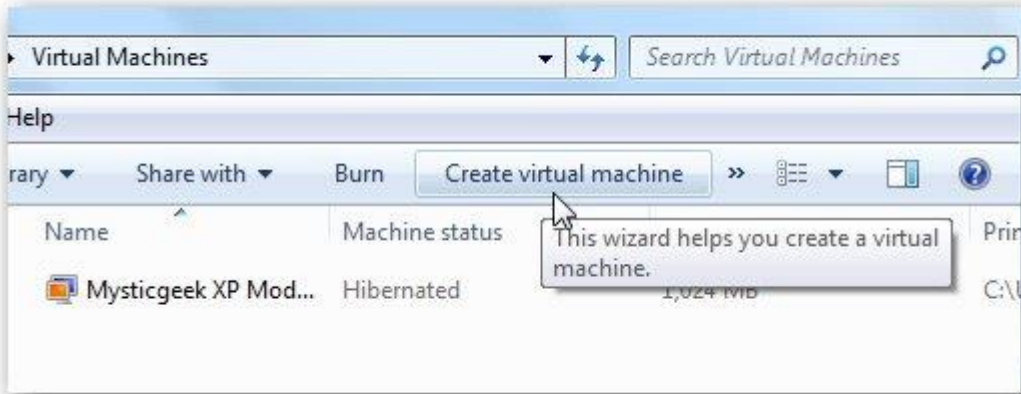 Virtual Machines Search Virtual Machines
Help
rary Share with Burn Create virtual machine »
Name Machine status Prin
This wizard helps you create a virtual
machine.
Mysticgeek XP Mod... Hibernated 1,024 MB C:\U